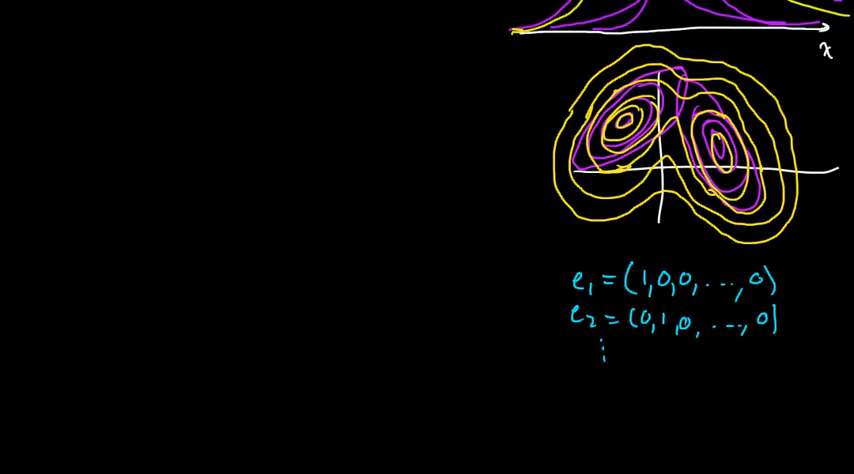 x
e₁ = (1,0,0, ..., 0)
e₂ = (0,1,0, ..., 0)
⋮